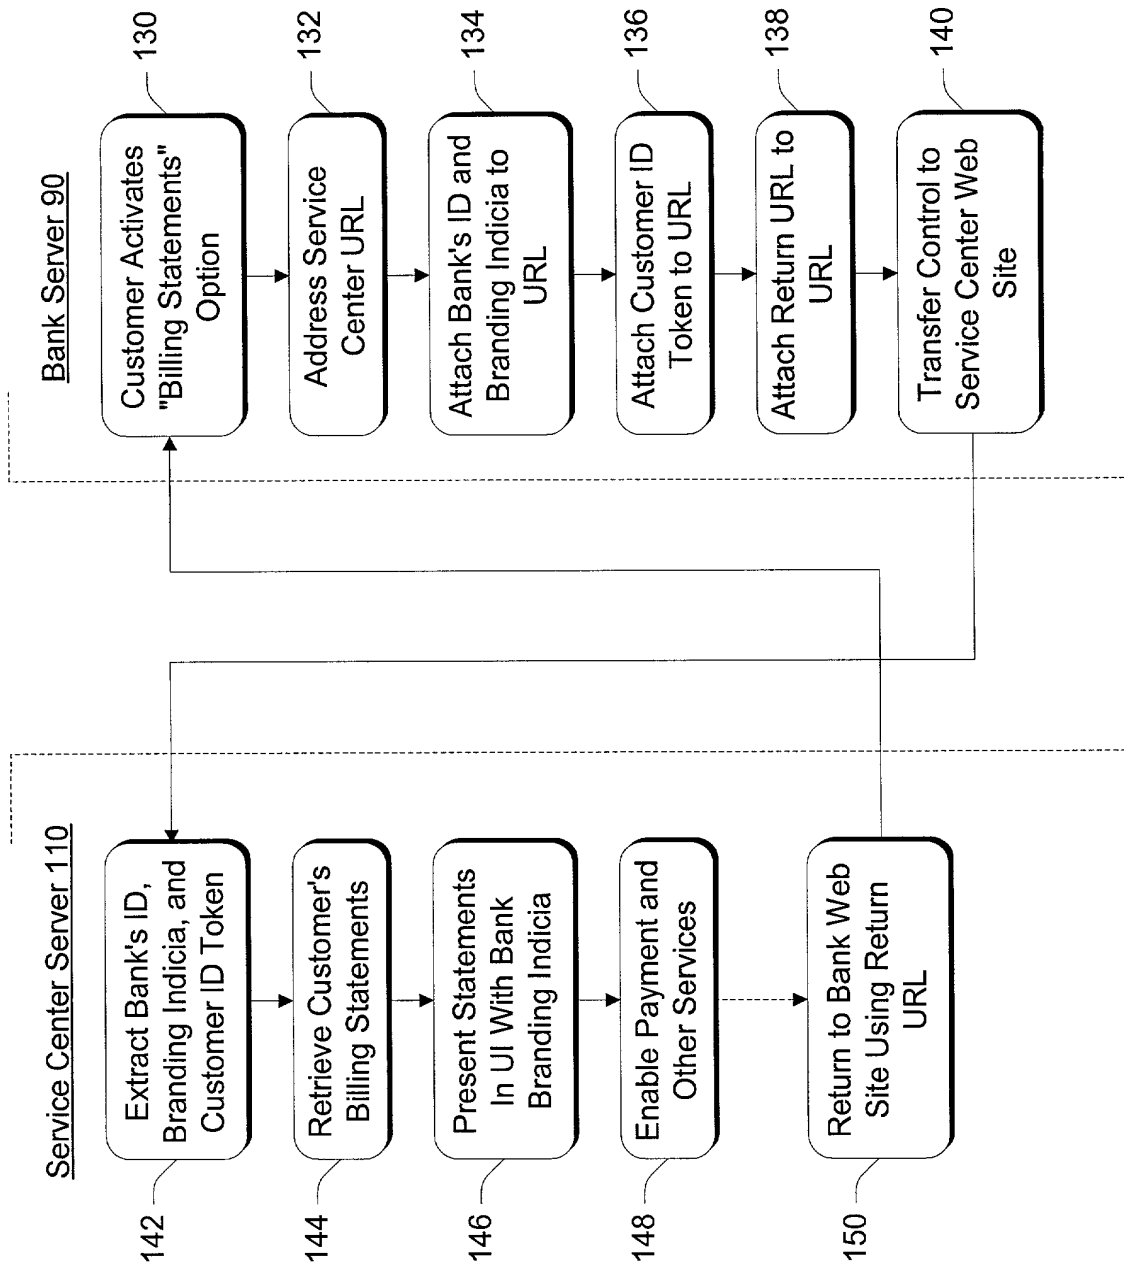 Service Center Server 110
142
Extract Bank's ID,
Branding Indicia, and
Customer ID Token
144
Retrieve Customer's
Billing Statements
146
Present Statements
In UI With Bank
Branding Indicia
148
Enable Payment and
Other Services
150
Return to Bank Web
Site Using Return
URL
Bank Server 90
Customer Activates
"Billing Statements"
Option
130
Address Service
Center URL
132
Attach Bank's ID and
Branding Indicia to
URL
134
Attach Customer ID
Token to URL
136
Attach Return URL to
URL
138
Transfer Control to
Service Center Web
Site
140